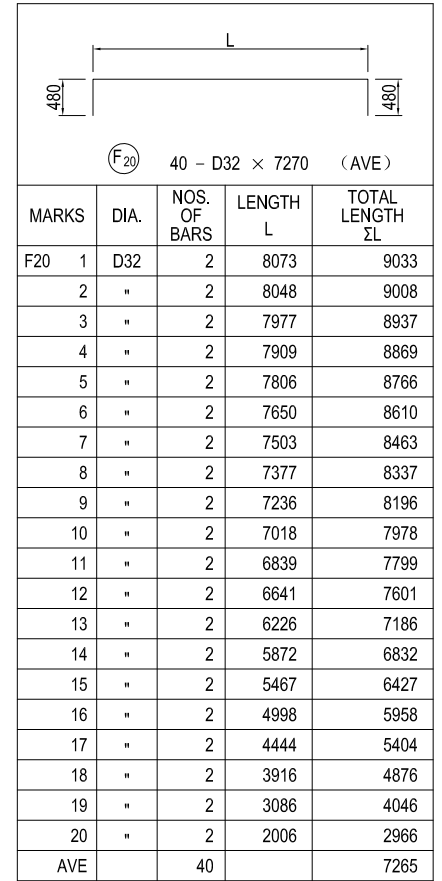 L
480
480
F20 40 – D32 × 7270 (AVE)
MARKS DIA. NOS. OF BARS LENGTH L TOTAL LENGTH ΣL
F20 1 D32 2 8073 9033
2 " 2 8048 9008
3 " 2 7977 8937
4 " 2 7909 8869
5 " 2 7806 8766
6 " 2 7650 8610
7 " 2 7503 8463
8 " 2 7377 8337
9 " 2 7236 8196
10 " 2 7018 7978
11 " 2 6839 7799
12 " 2 6641 7601
13 " 2 6226 7186
14 " 2 5872 6832
15 " 2 5467 6427
16 " 2 4998 5958
17 " 2 4444 5404
18 " 2 3916 4876
19 " 2 3086 4046
20 " 2 2006 2966
AVE 40 7265